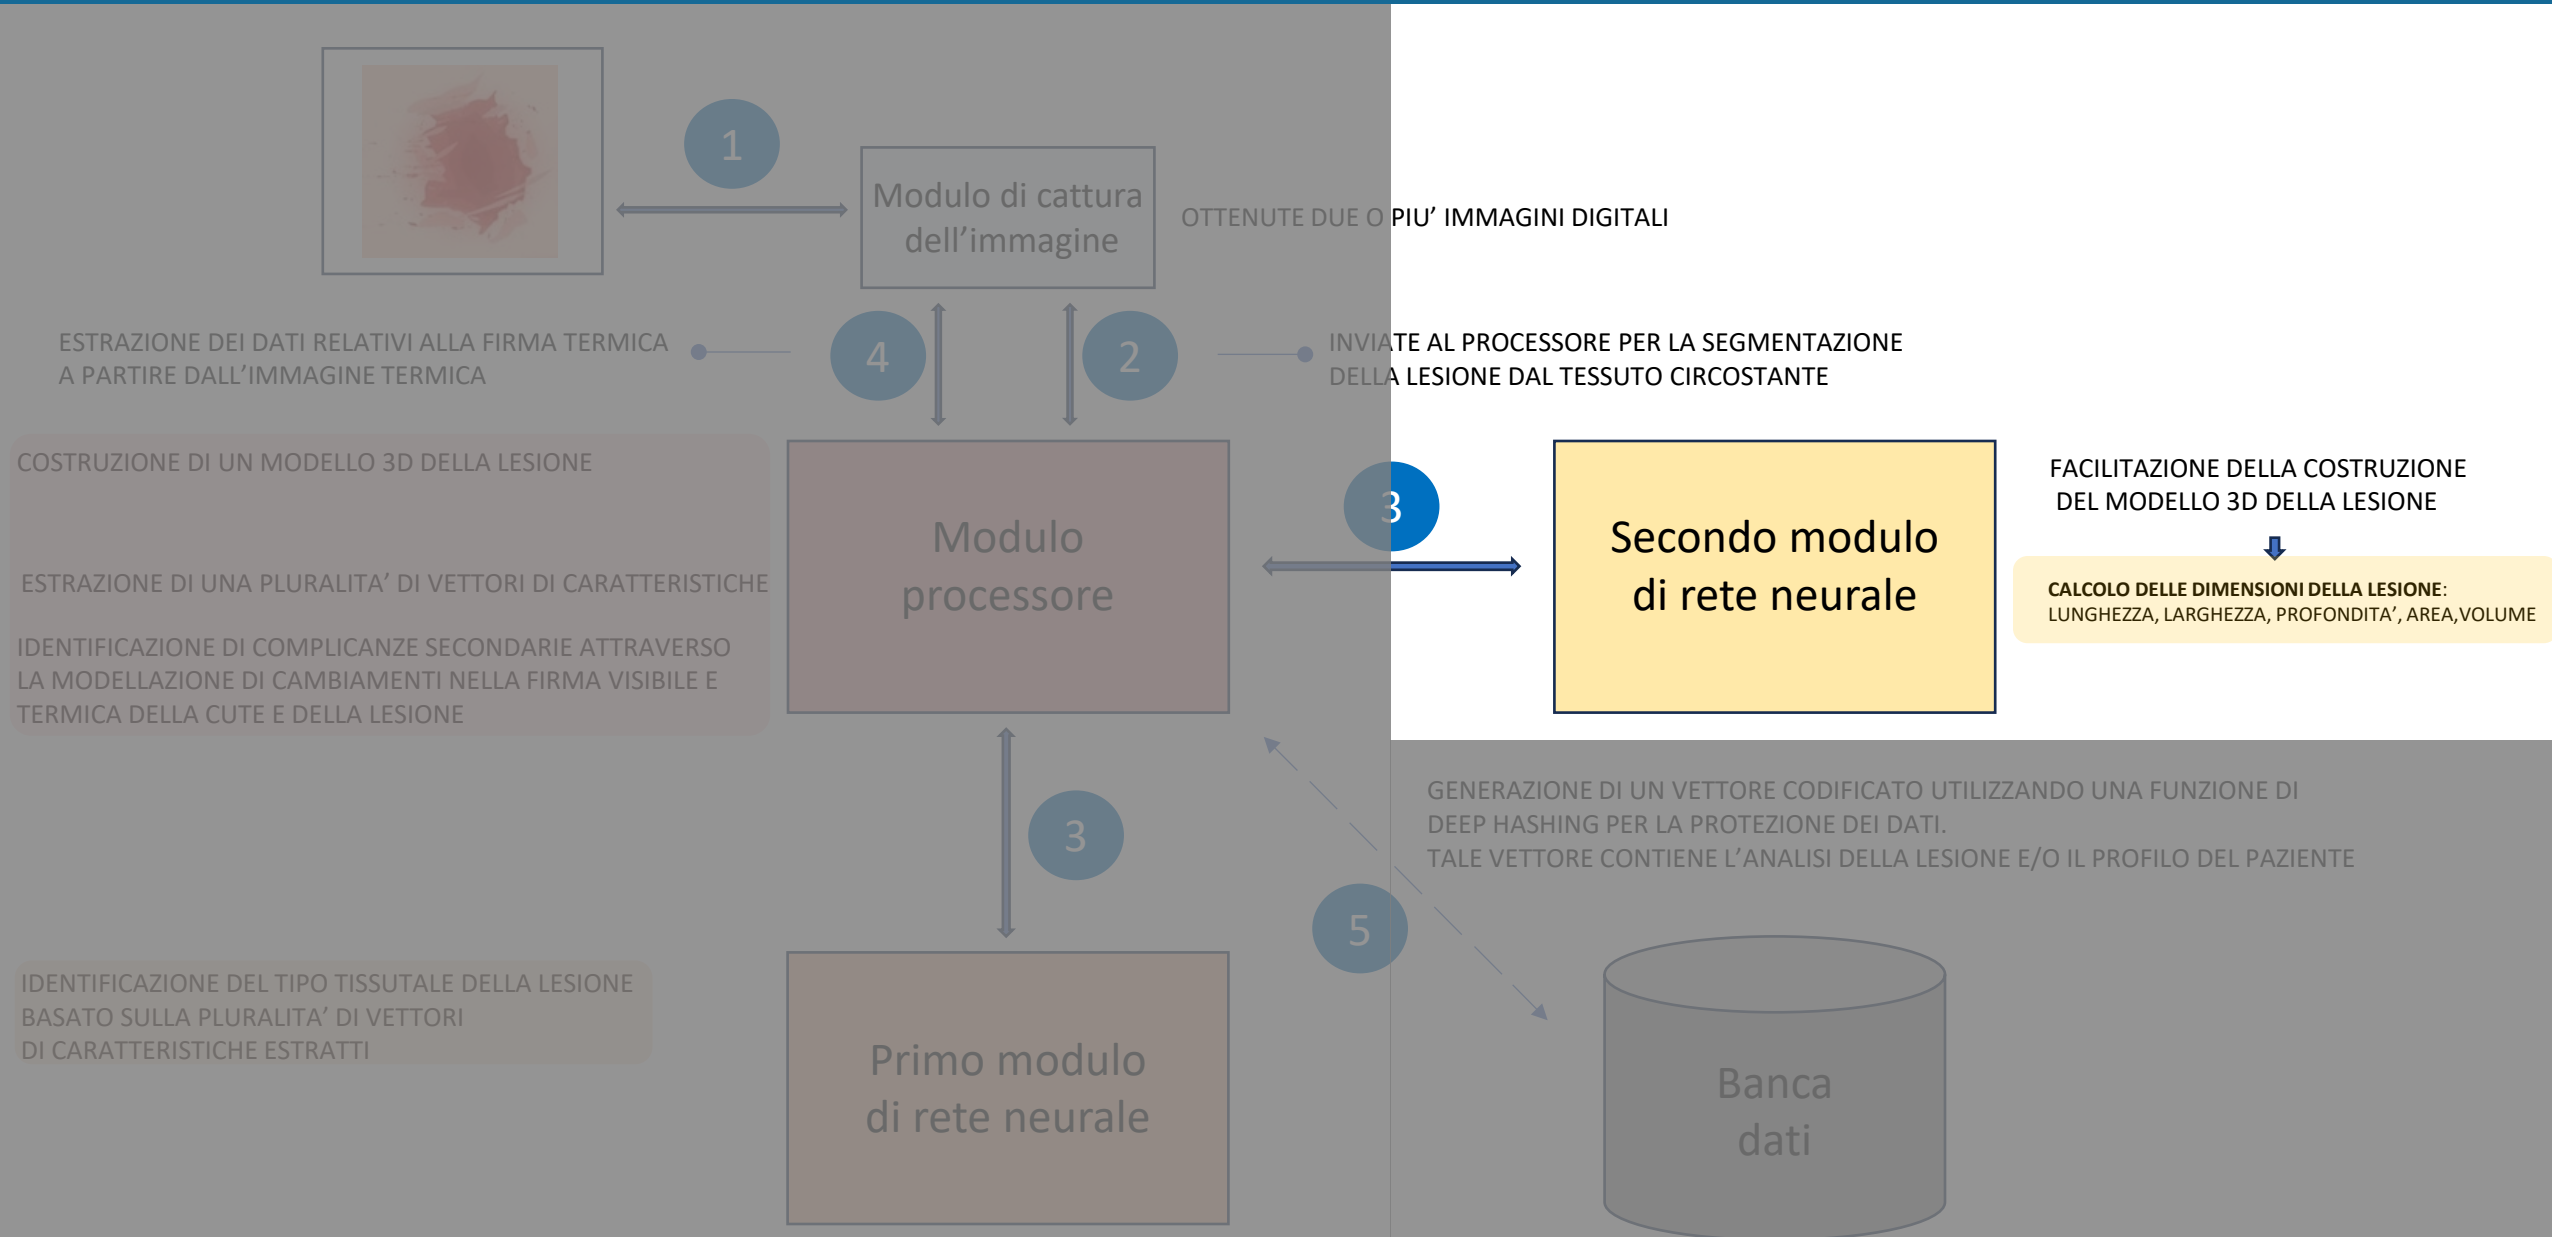 1
Modulo di cattura
dell’immagine
OTTENUTE DUE O PIU’ IMMAGINI DIGITALI
ESTRAZIONE DEI DATI RELATIVI ALLA FIRMA TERMICA
A PARTIRE DALL’IMMAGINE TERMICA
4
2
INVIATE AL PROCESSORE PER LA SEGMENTAZIONE
DELLA LESIONE DAL TESSUTO CIRCOSTANTE
COSTRUZIONE DI UN MODELLO 3D DELLA LESIONE
ESTRAZIONE DI UNA PLURALITA’ DI VETTORI DI CARATTERISTICHE
IDENTIFICAZIONE DI COMPLICANZE SECONDARIE ATTRAVERSO
LA MODELLAZIONE DI CAMBIAMENTI NELLA FIRMA VISIBILE E
TERMICA DELLA CUTE E DELLA LESIONE
Modulo
processore
3
Secondo modulo
di rete neurale
FACILITAZIONE DELLA COSTRUZIONE
DEL MODELLO 3D DELLA LESIONE
CALCOLO DELLE DIMENSIONI DELLA LESIONE:
LUNGHEZZA, LARGHEZZA, PROFONDITA’, AREA,VOLUME
3
GENERAZIONE DI UN VETTORE CODIFICATO UTILIZZANDO UNA FUNZIONE DI
DEEP HASHING PER LA PROTEZIONE DEI DATI.
TALE VETTORE CONTIENE L’ANALISI DELLA LESIONE E/O IL PROFILO DEL PAZIENTE
5
IDENTIFICAZIONE DEL TIPO TISSUTALE DELLA LESIONE
BASATO SULLA PLURALITA’ DI VETTORI
DI CARATTERISTICHE ESTRATTI
Primo modulo
di rete neurale
Banca
dati